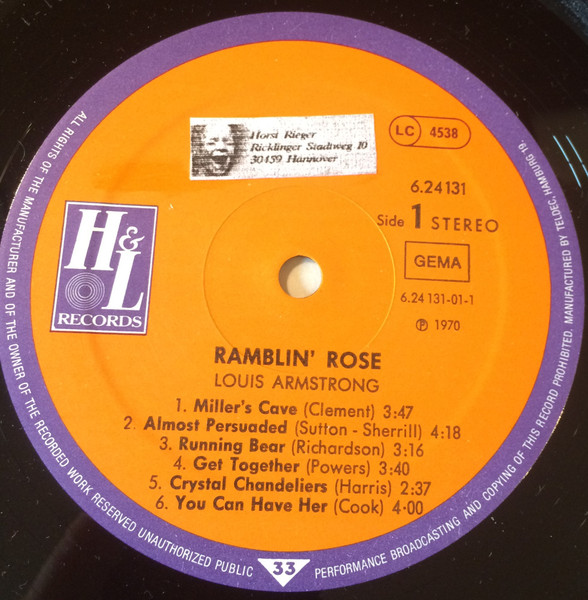 Horst Rieger
Ricklinger Stadtweg 10
30459 Hannover
LC 4538
6.24131
Side 1 STEREO
GEMA
6.24 131-01-1
℗ 1970
H&L
RECORDS
RAMBLIN' ROSE
LOUIS ARMSTRONG
1. Miller's Cave (Clement) 3:47
2. Almost Persuaded (Sutton - Sherrill) 4:18
3. Running Bear (Richardson) 3:16
4. Get Together (Powers) 3:40
5. Crystal Chandeliers (Harris) 2:37
6. You Can Have Her (Cook) 4:00
ALL RIGHTS OF THE MANUFACTURER AND OF THE OWNER OF THE RECORDED WORK RESERVED UNAUTHORIZED PUBLIC
33
PERFORMANCE BROADCASTING AND COPYING OF THIS RECORD PROHIBITED. MANUFACTURED BY TELDEC, HAMBURG 19